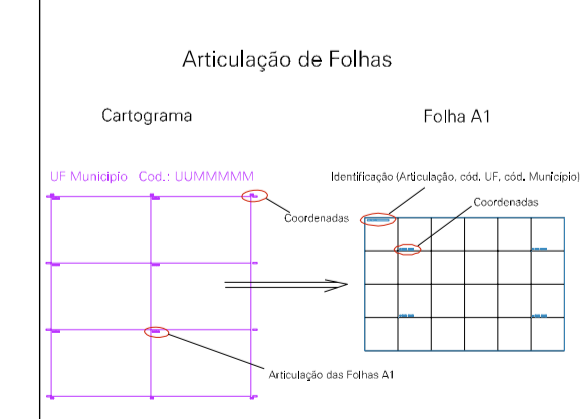 Articulação de Folhas
Cartograma
Folha A1
UF Município Cod.: UUMMMMM
Identificação (Articulação, cód. UF, cód. Município)
Coordenadas
Coordenadas
Articulação das Folhas A1